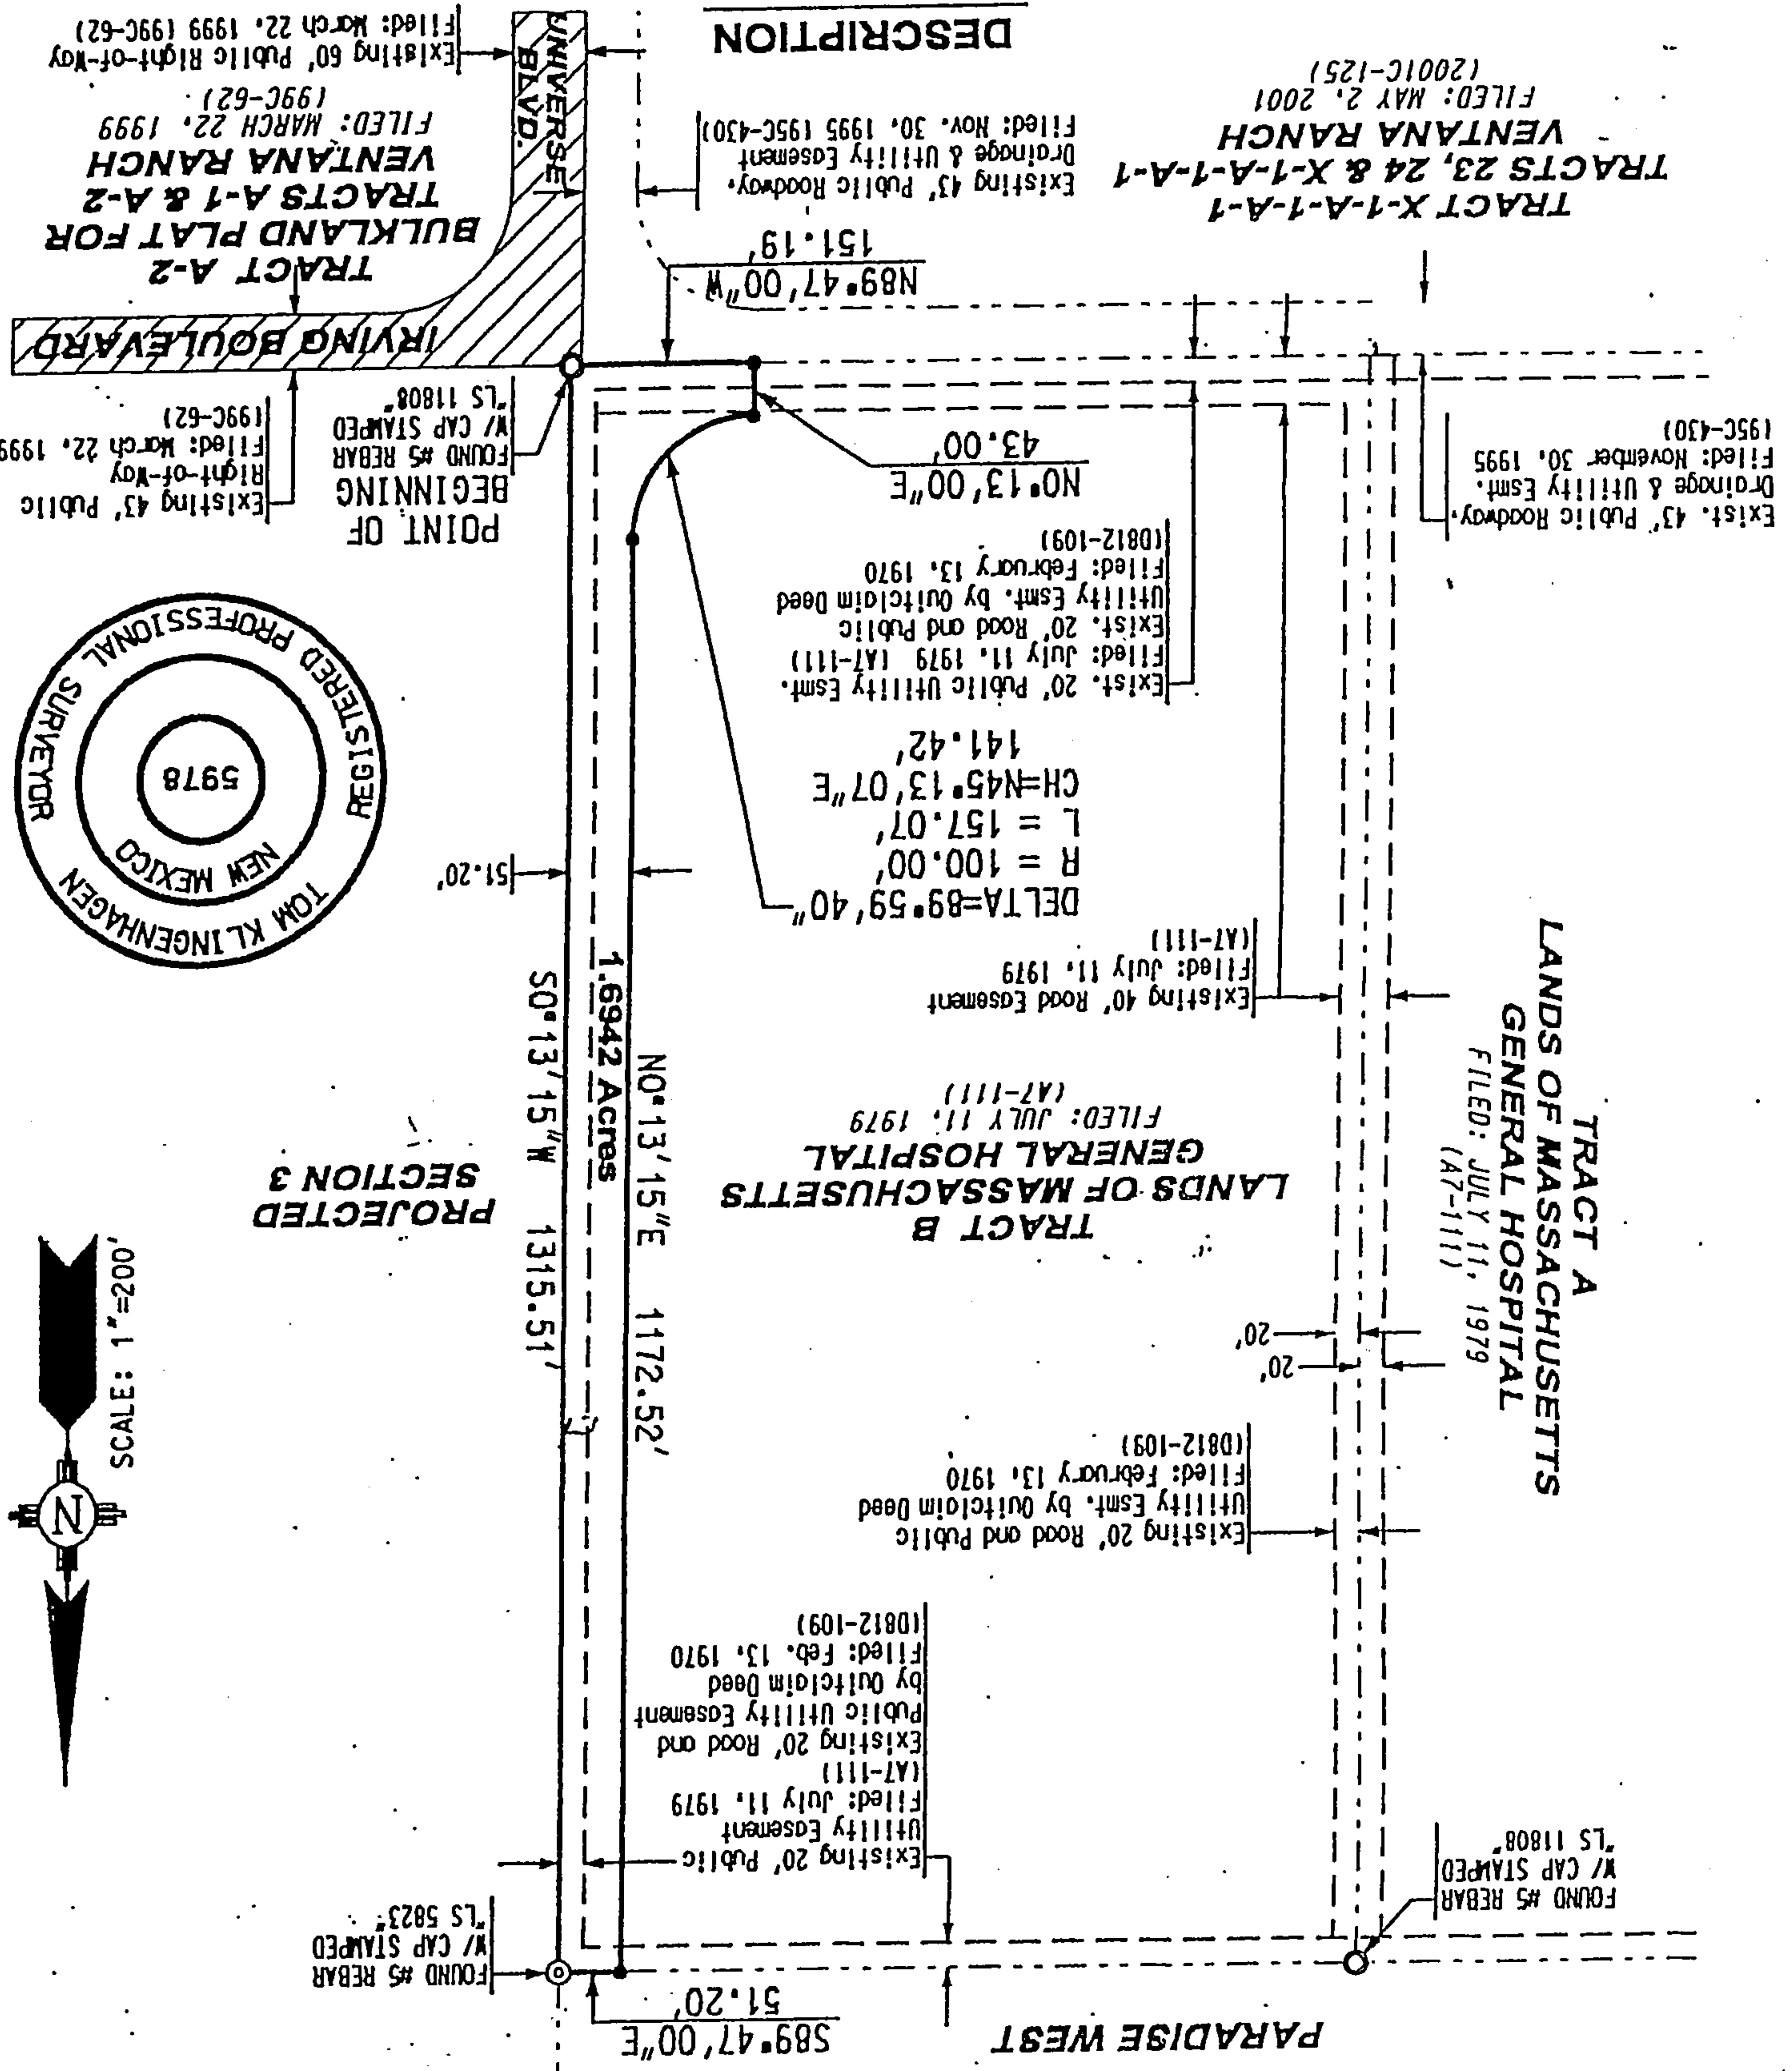 PARADISE WEST
S89°47'00"E
51.20'
FOUND #5 REBAR
W/ CAP STAMPED
"LS 11808"
FOUND #5 REBAR
W/ CAP STAMPED
"LS 5823"
Existing 20' Public
Utility Easement
Filed: July 11, 1979
(A7-111)
Existing 20' Road and
Public Utility Easement
by Quitclaim Deed
Filed: Feb. 13, 1970
(D812-109)
Existing 20' Road and Public
Utility Esmt. by Quitclaim Deed
Filed: February 13, 1970
(D812-109)
N
SCALE: 1"=200'
20'
20'
TRACT A
LANDS OF MASSACHUSETTS
GENERAL HOSPITAL
FILED: JULY 11, 1979
(A7-111)
TRACT B
LANDS OF MASSACHUSETTS
GENERAL HOSPITAL
FILED: JULY 11, 1979
(A7-111)
N0°13'15"E 1172.52'
1.6942 Acres
S0°13'15"W 1315.51'
PROJECTED
SECTION 3
Existing 40' Road Easement
Filed: July 11, 1979
(A7-111)
DELTA=89°59'40"
R = 100.00'
L = 157.07'
CH=N45°13'07"E
141.42'
51.20'
TOM KLINGENHAGEN
NEW MEXICO
5978
REGISTERED PROFESSIONAL SURVEYOR
Exist. 20' Public Utility Esmt.
Filed: July 11, 1979 (A7-111)
Exist. 20' Road and Public
Utility Esmt. by Quitclaim Deed
Filed: February 13, 1970
(D812-109)
Exist. 43' Public Roadway,
Drainage & Utility Esmt.
Filed: November 30, 1995
(95C-430)
N0°13'00"E
43.00'
POINT OF
BEGINNING
FOUND #5 REBAR
W/ CAP STAMPED
"LS 11808"
Existing 43' Public
Right-of-Way
Filed: March 22, 1999
(99C-62)
IRVING BOULEVARD
N89°47'00"W
151.19'
TRACT X-1-A-1-A-1
TRACTS 23, 24 & X-1-A-1-A-1
VENTANA RANCH
FILED: MAY 2, 2001
(2001C-125)
Existing 43' Public Roadway,
Drainage & Utility Easement
Filed: Nov. 30, 1995 (95C-430)
UNIVERSE
BLVD.
TRACT A-2
BULKLAND PLAT FOR
TRACTS A-1 & A-2
VENTANA RANCH
FILED: MARCH 22, 1999
(99C-62)
Existing 60' Public Right-of-Way
Filed: March 22, 1999 (99C-62)
DESCRIPTION